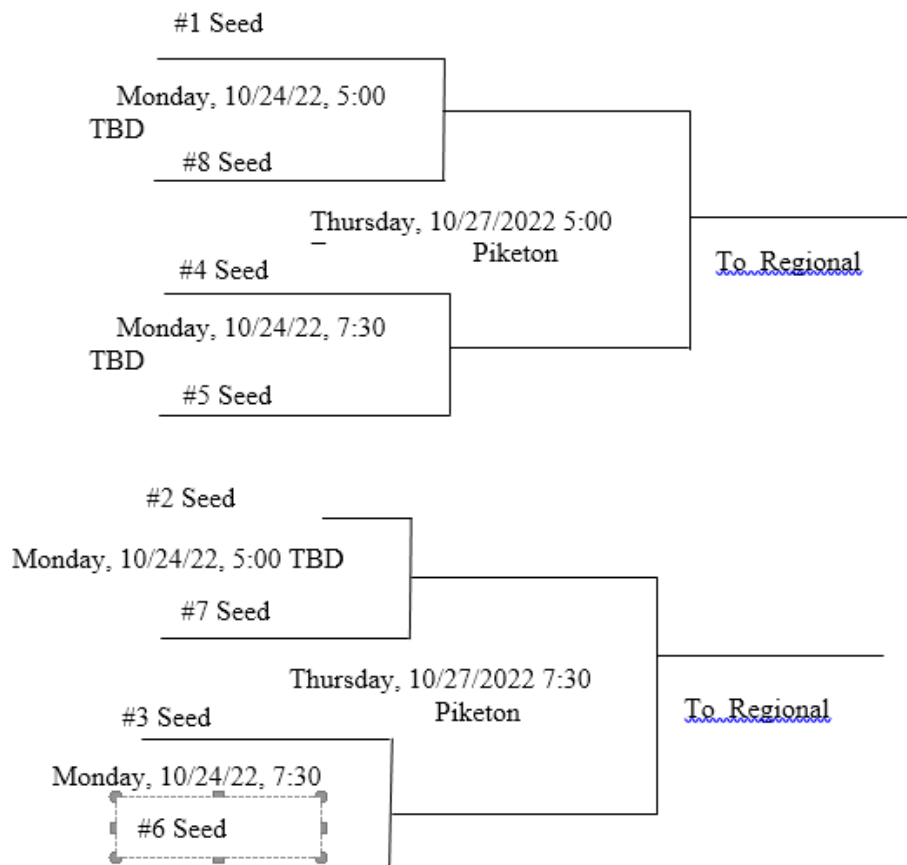 #1 Seed
Monday, 10/24/22, 5:00
TBD
#8 Seed
Thursday, 10/27/2022 5:00
Piketon
To Regional
#4 Seed
Monday, 10/24/22, 7:30
TBD
#5 Seed
#2 Seed
Monday, 10/24/22, 5:00 TBD
#7 Seed
Thursday, 10/27/2022 7:30
Piketon
To Regional
#3 Seed
Monday, 10/24/22, 7:30
#6 Seed